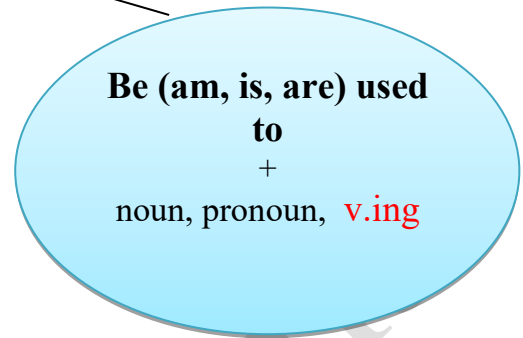 Be (am, is, are) used
to
+
noun, pronoun, v.ing